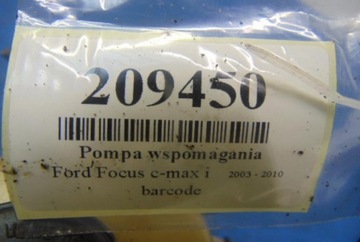 209450
Pompa wspomagania
Ford Focus c-max i 2003 - 2010
barcode